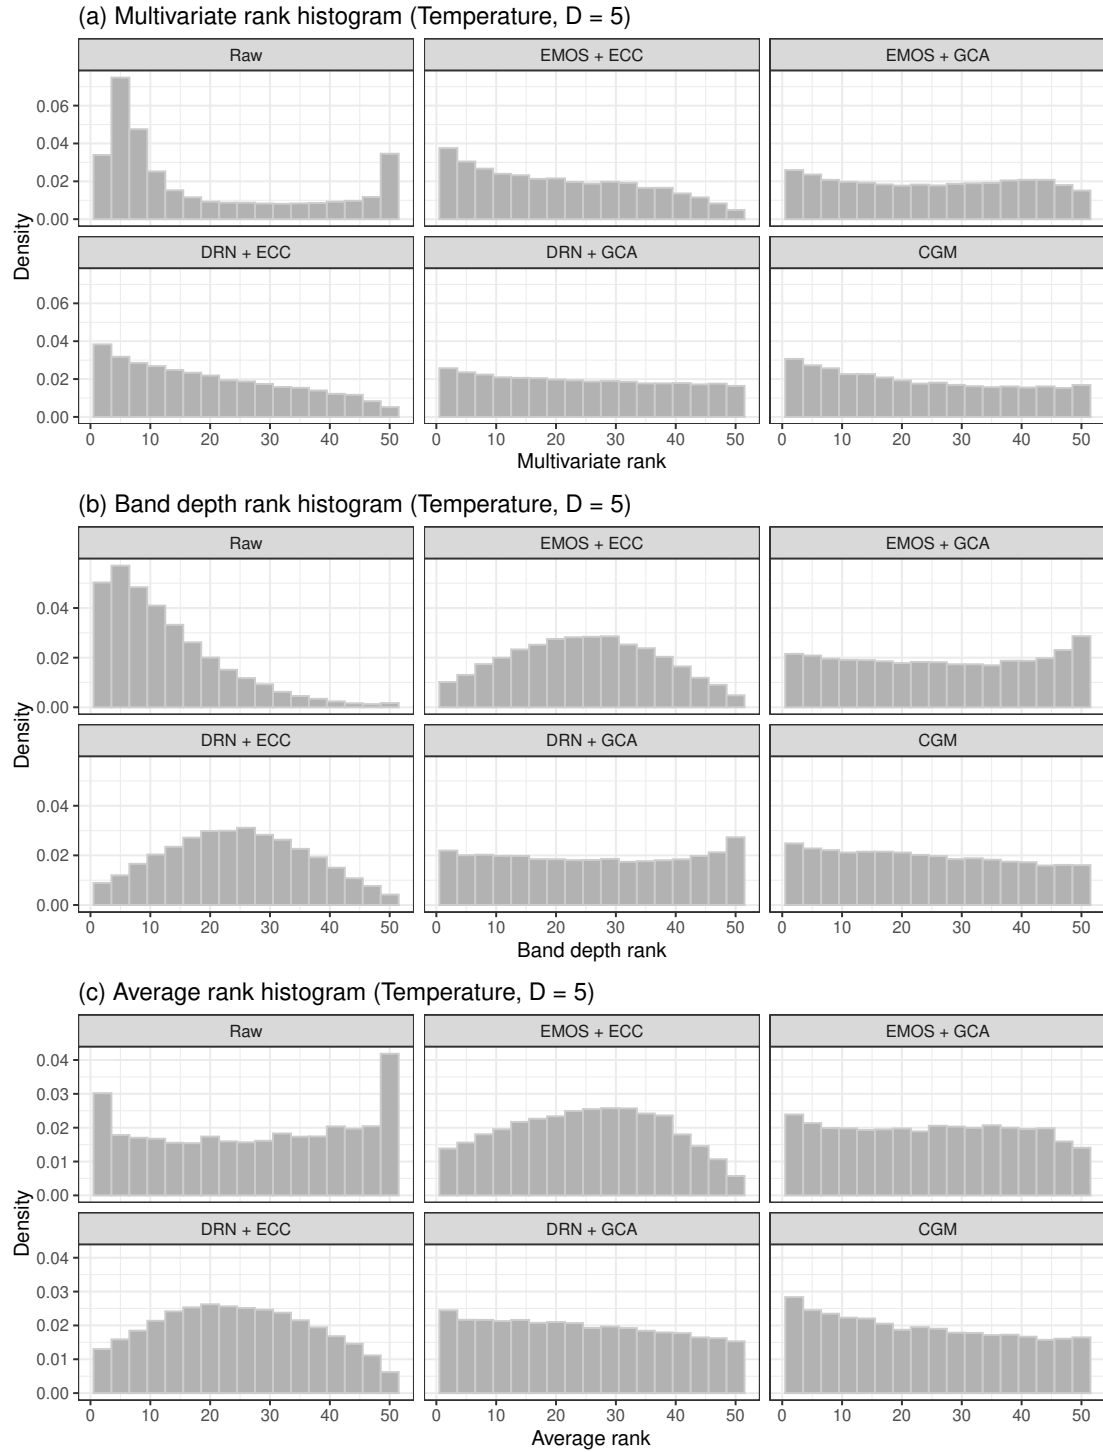 (a) Multivariate rank histogram (Temperature, D = 5)
Raw
EMOS + ECC
EMOS + GCA
0.06
0.04
0.02
0.00
DRN + ECC
DRN + GCA
CGM
0.06
0.04
0.02
0.00
Density
0 10 20 30 40 50
0 10 20 30 40 50
0 10 20 30 40 50
Multivariate rank
(b) Band depth rank histogram (Temperature, D = 5)
Raw
EMOS + ECC
EMOS + GCA
0.04
0.02
0.00
DRN + ECC
DRN + GCA
CGM
0.04
0.02
0.00
Density
0 10 20 30 40 50
0 10 20 30 40 50
0 10 20 30 40 50
Band depth rank
(c) Average rank histogram (Temperature, D = 5)
Raw
EMOS + ECC
EMOS + GCA
0.04
0.03
0.02
0.01
0.00
DRN + ECC
DRN + GCA
CGM
0.04
0.03
0.02
0.01
0.00
Density
0 10 20 30 40 50
0 10 20 30 40 50
0 10 20 30 40 50
Average rank